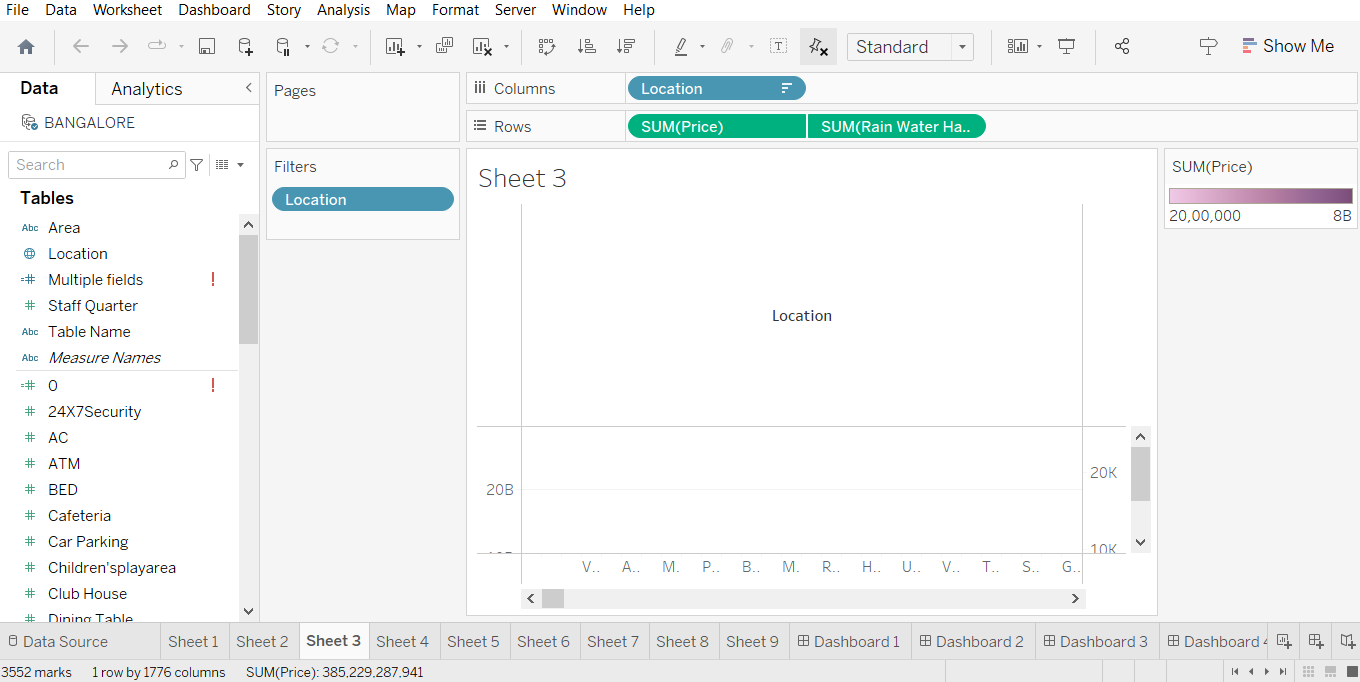 File Data Worksheet Dashboard Story Analysis Map Format Server Window Help
Standard
Show Me
Data
Analytics
BANGALORE
Search
Tables
Abc Area
Location
Multiple fields !
Staff Quarter
Abc Table Name
Abc Measure Names
0 !
24X7Security
AC
ATM
BED
Cafeteria
Car Parking
Children'splayarea
Club House
Dining Table
Pages
Filters
Location
Columns
Location
Rows
SUM(Price)
SUM(Rain Water Ha..
Sheet 3
Location
20B
20K
10K
V.. A.. M. P.. B.. M. R.. H.. U.. V.. T.. S.. G..
SUM(Price)
20,00,000 8B
Data Source Sheet 1 Sheet 2 Sheet 3 Sheet 4 Sheet 5 Sheet 6 Sheet 7 Sheet 8 Sheet 9 Dashboard 1 Dashboard 2 Dashboard 3 Dashboard 4
3552 marks 1 row by 1776 columns SUM(Price): 385,229,287,941